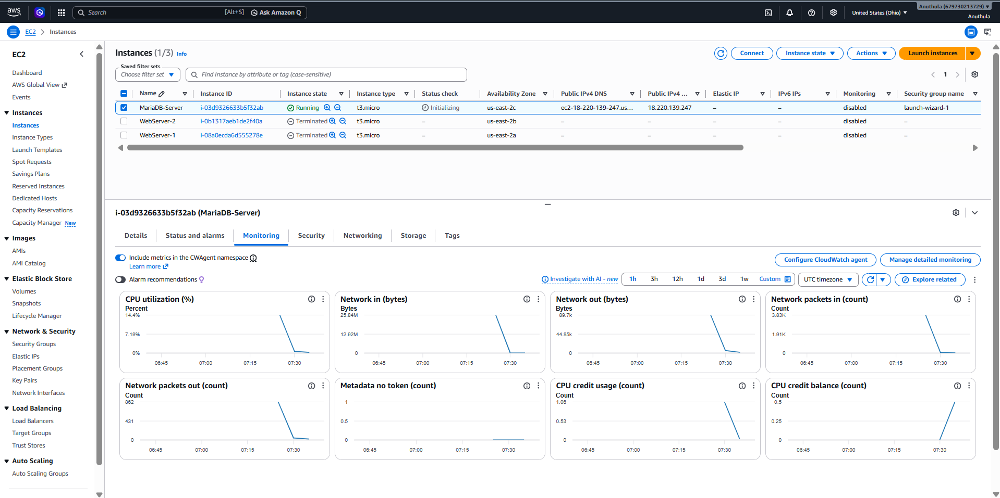 aws
Search [Alt+S] Ask Amazon Q
United States (Ohio)
Anuthula (679730213729)
Anuthula
EC2 Instances
EC2
Dashboard
AWS Global View
Events
Instances
Instances
Instance Types
Launch Templates
Spot Requests
Savings Plans
Reserved Instances
Dedicated Hosts
Capacity Reservations
Capacity Manager New
Images
AMIs
AMI Catalog
Elastic Block Store
Volumes
Snapshots
Lifecycle Manager
Network & Security
Security Groups
Elastic IPs
Placement Groups
Key Pairs
Network Interfaces
Load Balancing
Load Balancers
Target Groups
Trust Stores
Auto Scaling
Auto Scaling Groups
Instances (1/3) Info
Connect Instance state Actions Launch instances
Saved filter sets
Choose filter set Find Instance by attribute or tag (case-sensitive) 1
Name Instance ID Instance state Instance type Status check Availability Zone Public IPv4 DNS Public IPv4 ... Elastic IP IPv6 IPs Monitoring Security group name
MariaDB-Server i-03d9326633b5f32ab Running t3.micro Initializing us-east-2c ec2-18-220-139-247.us... 18.220.139.247 – – disabled launch-wizard-1
WebServer-2 i-0b1317aeb1de2f40a Terminated t3.micro – us-east-2b – – – – disabled –
WebServer-1 i-08a0ecda6d555278e Terminated t3.micro – us-east-2a – – – – disabled –
i-03d9326633b5f32ab (MariaDB-Server)
Details Status and alarms Monitoring Security Networking Storage Tags
Include metrics in the CWAgent namespace
Learn more
Configure CloudWatch agent Manage detailed monitoring
Alarm recommendations
Investigate with AI - new 1h 3h 12h 1d 3d 1w Custom UTC timezone Explore related
CPU utilization (%)
Percent
14.4%
7.19%
0%
06:45 07:00 07:15 07:30
Network in (bytes)
Bytes
25.84M
12.92M
0
06:45 07:00 07:15 07:30
Network out (bytes)
Bytes
89.7k
44.85k
0
06:45 07:00 07:15 07:30
Network packets in (count)
Count
3.83K
1.91K
0
06:45 07:00 07:15 07:30
Network packets out (count)
Count
862
431
0
06:45 07:00 07:15 07:30
Metadata no token (count)
1
0.5
0
06:45 07:00 07:15 07:30
CPU credit usage (count)
Count
1.06
0.53
0
06:45 07:00 07:15 07:30
CPU credit balance (count)
Count
0.5
0.25
0
06:45 07:00 07:15 07:30